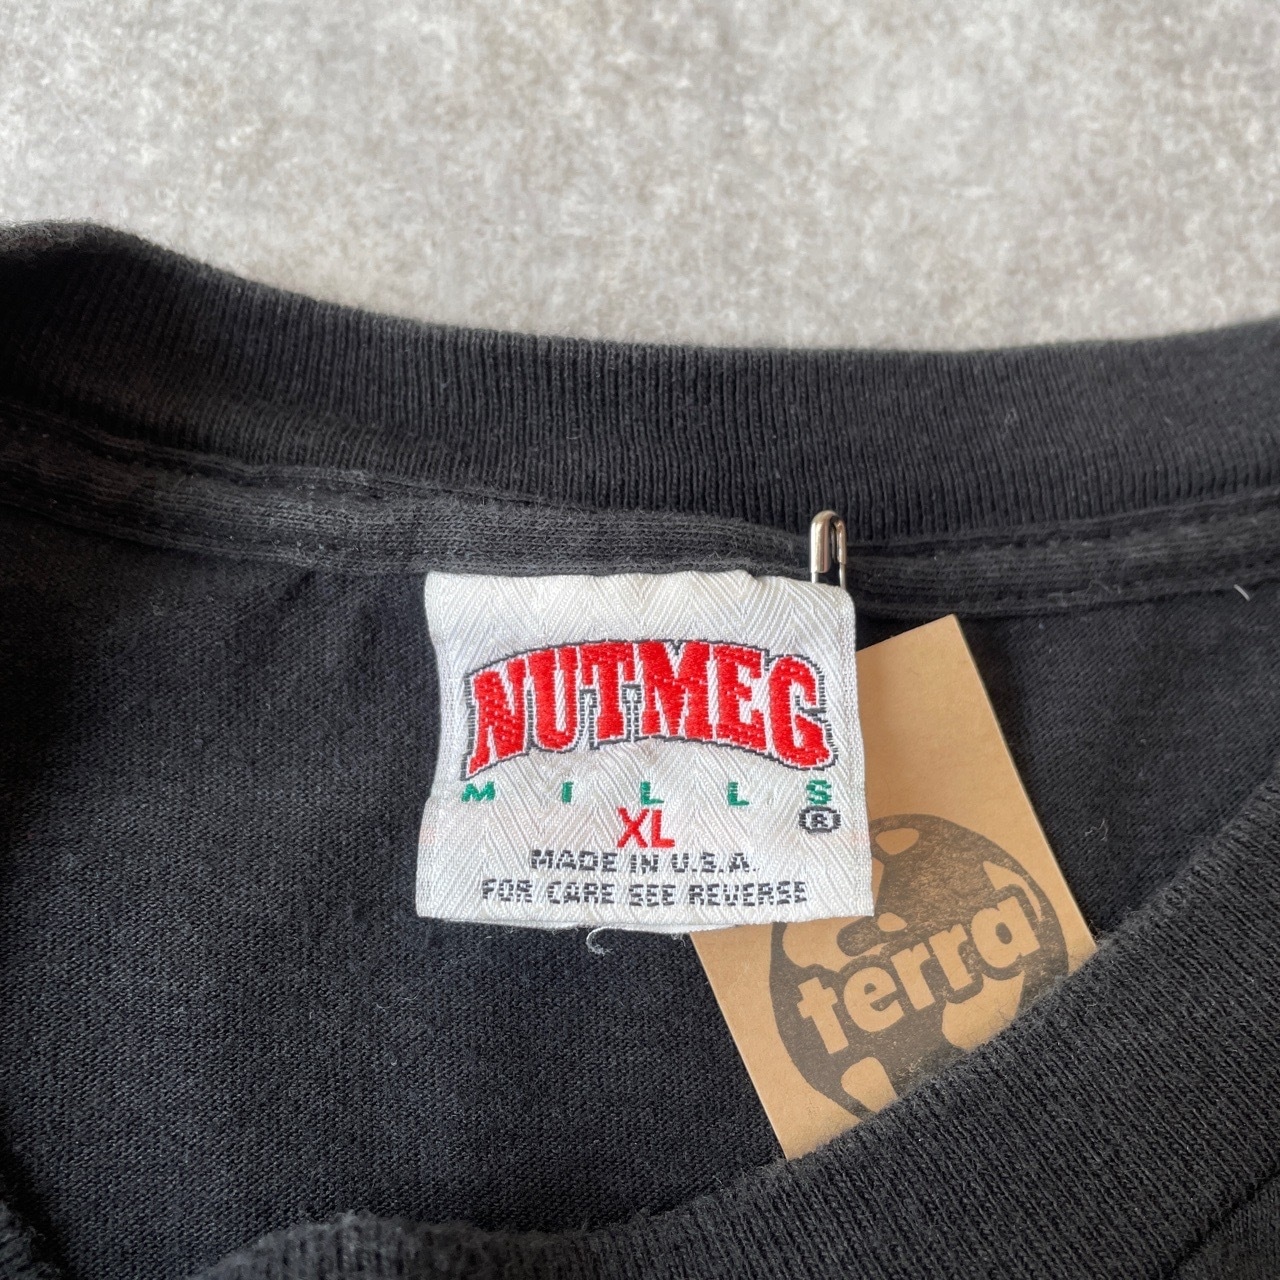 NUTMEG
MILLS
®
XL
MADE IN U.S.A.
FOR CARE SEE REVERSE
terra